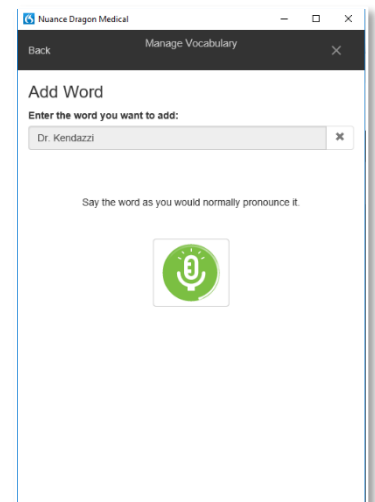 Nuance Dragon Medical
Back
Manage Vocabulary
Add Word
Enter the word you want to add:
Dr. Kendazzi
Say the word as you would normally pronounce it.